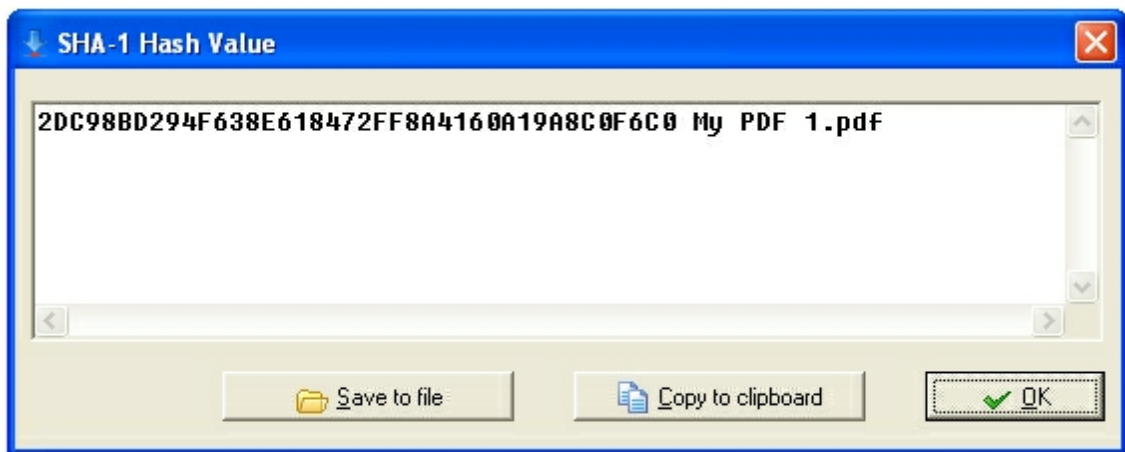 SHA-1 Hash Value
2DC98BD294F638E618472FF8A4160A19A8C0F6C0 My PDF 1.pdf
Save to file
Copy to clipboard
OK